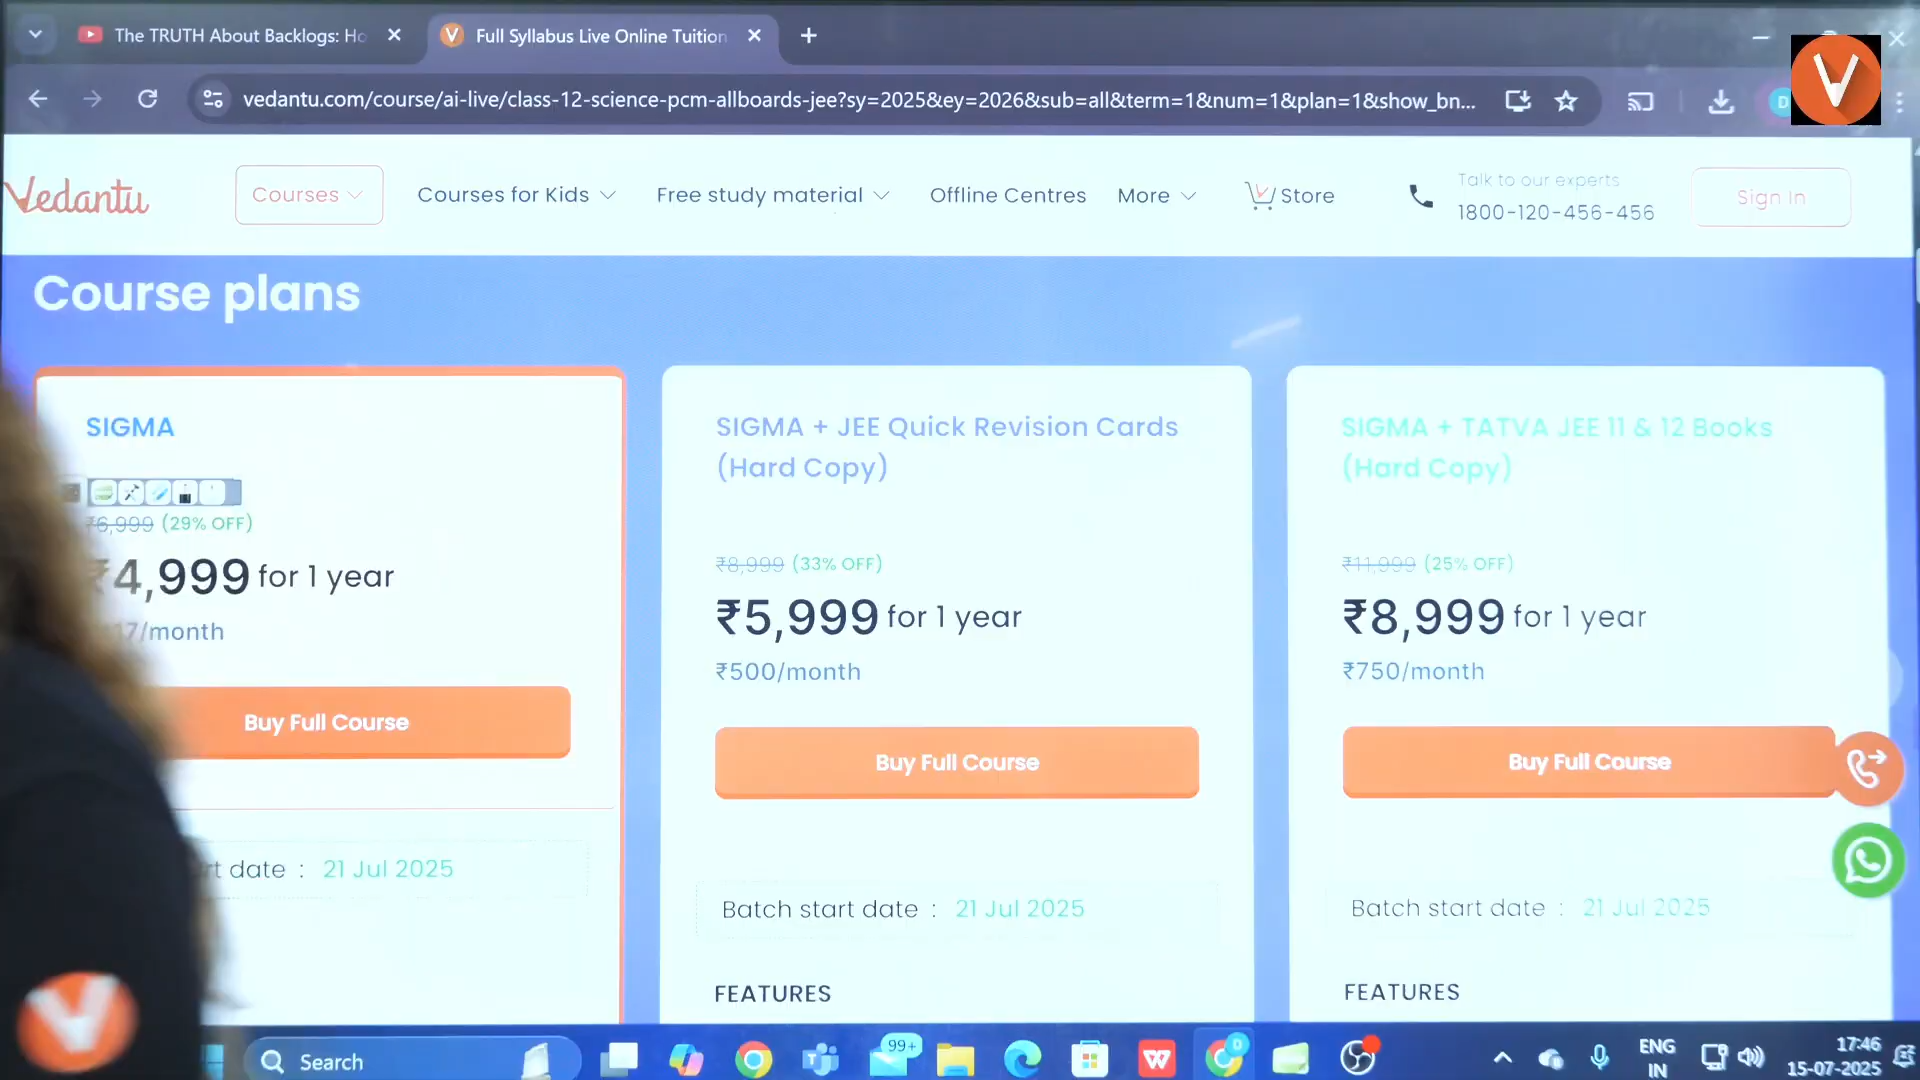 The TRUTH About Backlogs: Ho
Full Syllabus Live Online Tuition
vedantu.com/course/ai-live/class-12-science-pcm-allboards-jee?sy=2025&ey=2026&sub=all&term=1&num=1&plan=1&show_bn...
D
V
Vedantu
Courses
Courses for Kids
Free study material
Offline Centres
More
Store
Talk to our experts
1800-120-456-456
Sign In
Course plans
SIGMA
₹6,999 (29% OFF)
₹4,999 for 1 year
17/month
Buy Full Course
rt date : 21 Jul 2025
SIGMA + JEE Quick Revision Cards
(Hard Copy)
₹8,999 (33% OFF)
₹5,999 for 1 year
₹500/month
Buy Full Course
Batch start date : 21 Jul 2025
FEATURES
SIGMA + TATVA JEE 11 & 12 Books
(Hard Copy)
₹11,999 (25% OFF)
₹8,999 for 1 year
₹750/month
Buy Full Course
Batch start date : 21 Jul 2025
FEATURES
V
Search
99+
D
ENG
IN
17:46
15-07-2025